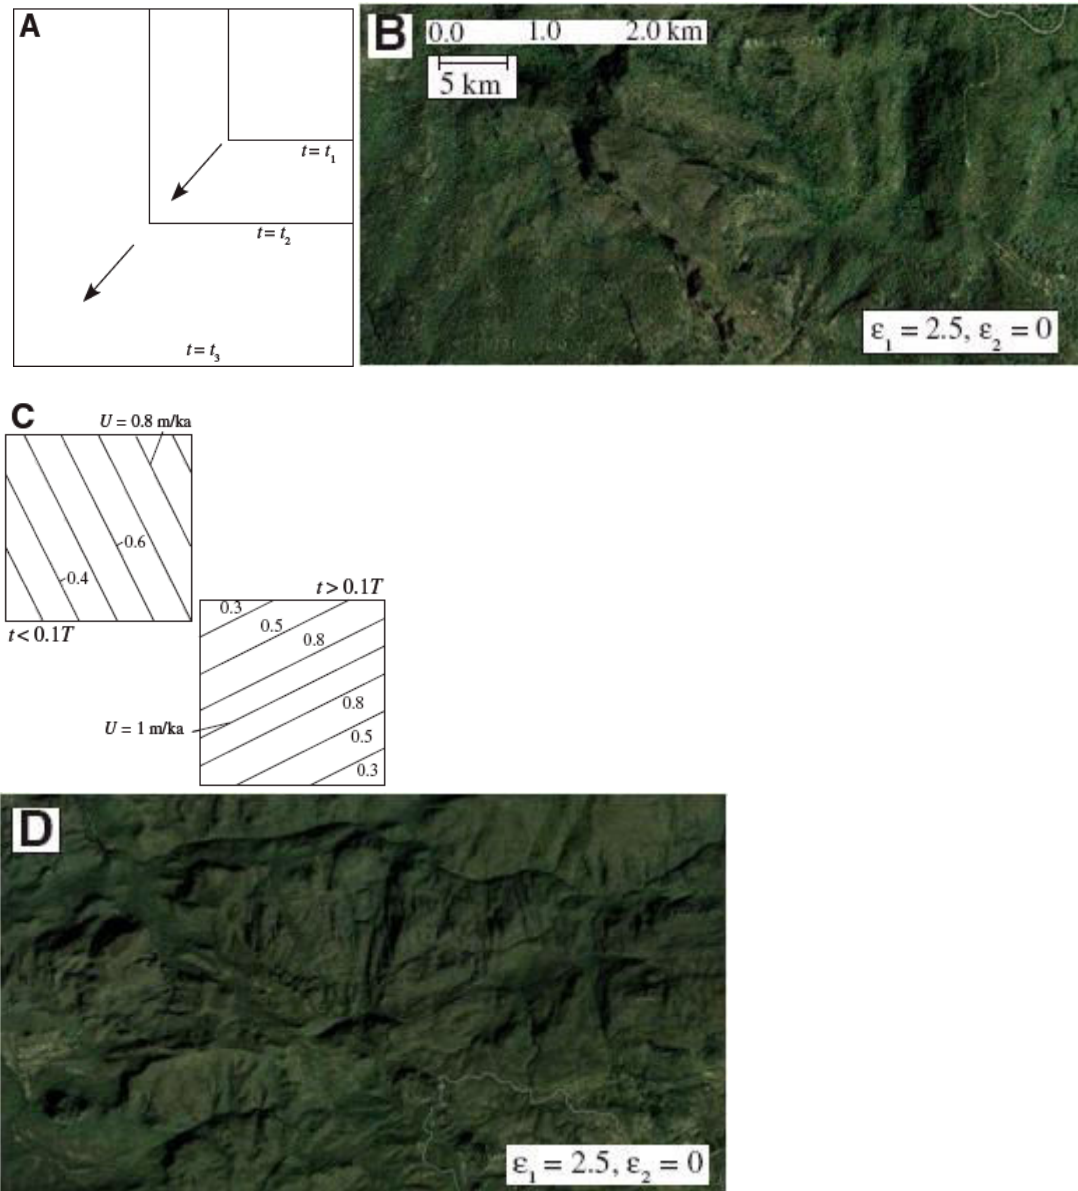 A
t = t1
t = t2
t = t3
B
0.0 1.0 2.0 km
5 km
ε1 = 2.5, ε2 = 0
C
U = 0.8 m/ka
0.6
0.4
t < 0.1T
t > 0.1T
0.3
0.5
0.8
U = 1 m/ka
0.8
0.5
0.3
D
ε1 = 2.5, ε2 = 0